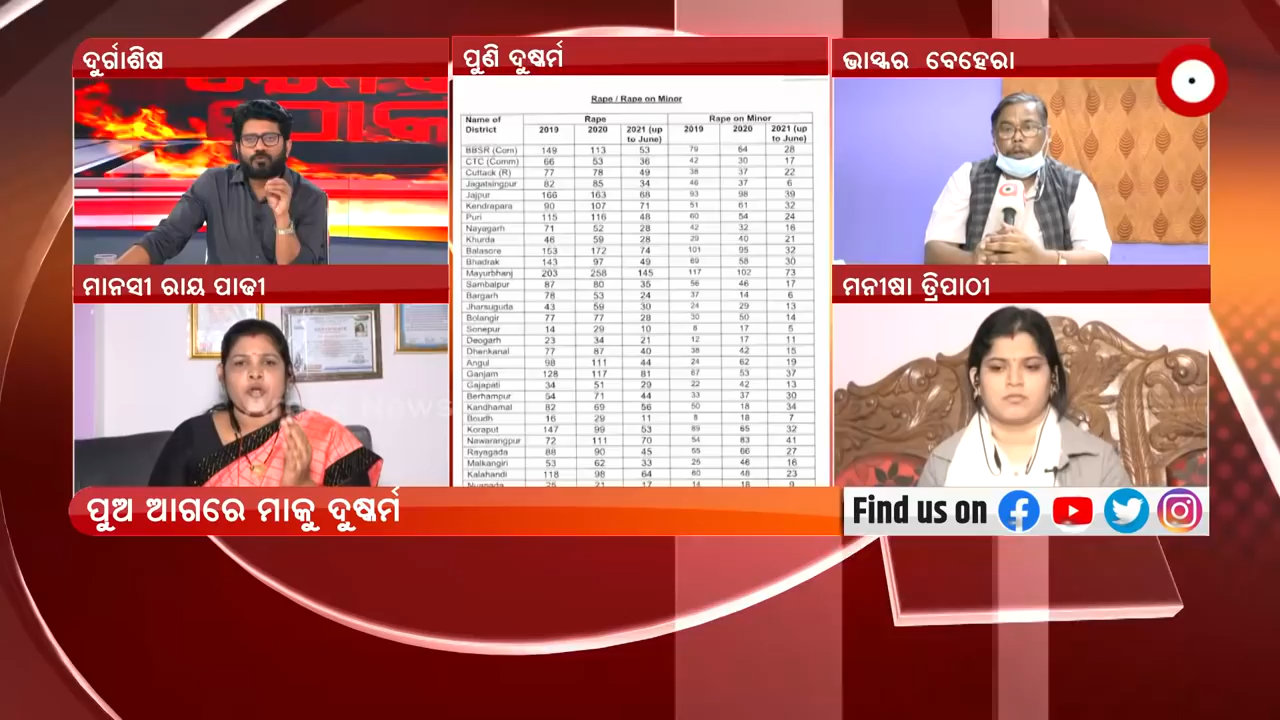 ଦୁର୍ଗାଶିଷ
ପୁଣି ଦୁଷ୍କର୍ମ
ଭାସ୍କର ବେହେରା
ମାନସୀ ରାୟ ପାଢୀ
ମନୀଷା ତ୍ରିପାଠୀ
Rape / Rape on Minor
Name of District Rape Rape on Minor
2019 2020 2021 (up to June) 2019 2020 2021 (up to June)
BBSR (Com) 149 113 53 79 64 28
CTC (Comm) 66 53 36 42 30 17
Cuttack (R) 77 78 49 38 37 22
Jagatsingpur 82 85 34 46 37 6
Jajpur 166 163 68 93 98 39
Kendrapara 90 107 71 51 61 32
Puri 115 116 48 60 54 24
Nayagarh 71 52 28 42 32 16
Khurda 46 59 28 29 40 21
Balasore 153 172 74 101 95 32
Bhadrak 143 97 49 69 58 30
Mayurbhanj 203 258 145 117 102 73
Sambalpur 87 80 35 56 46 17
Bargarh 78 53 24 37 14 6
Jharsuguda 43 59 30 24 29 13
Bolangir 77 77 28 30 50 14
Sonepur 14 29 10 8 17 5
Deogarh 23 34 21 12 17 11
Dhenkanal 77 87 40 38 42 15
Angul 98 111 44 24 62 19
Ganjam 128 117 81 67 53 37
Gajapati 34 51 29 22 42 13
Berhampur 54 71 44 33 37 30
Kandhamal 82 69 56 50 18 34
Boudh 16 29 11 8 18 7
Koraput 147 99 53 89 65 32
Nawarangpur 72 111 70 54 83 41
Rayagada 88 90 45 55 66 27
Malkangiri 53 62 33 25 46 16
Kalahandi 118 98 64 60 48 23
Nuapada 25 21 17 14 18 9
ପୁଅ ଆଗରେ ମାକୁ ଦୁଷ୍କର୍ମ
Find us on